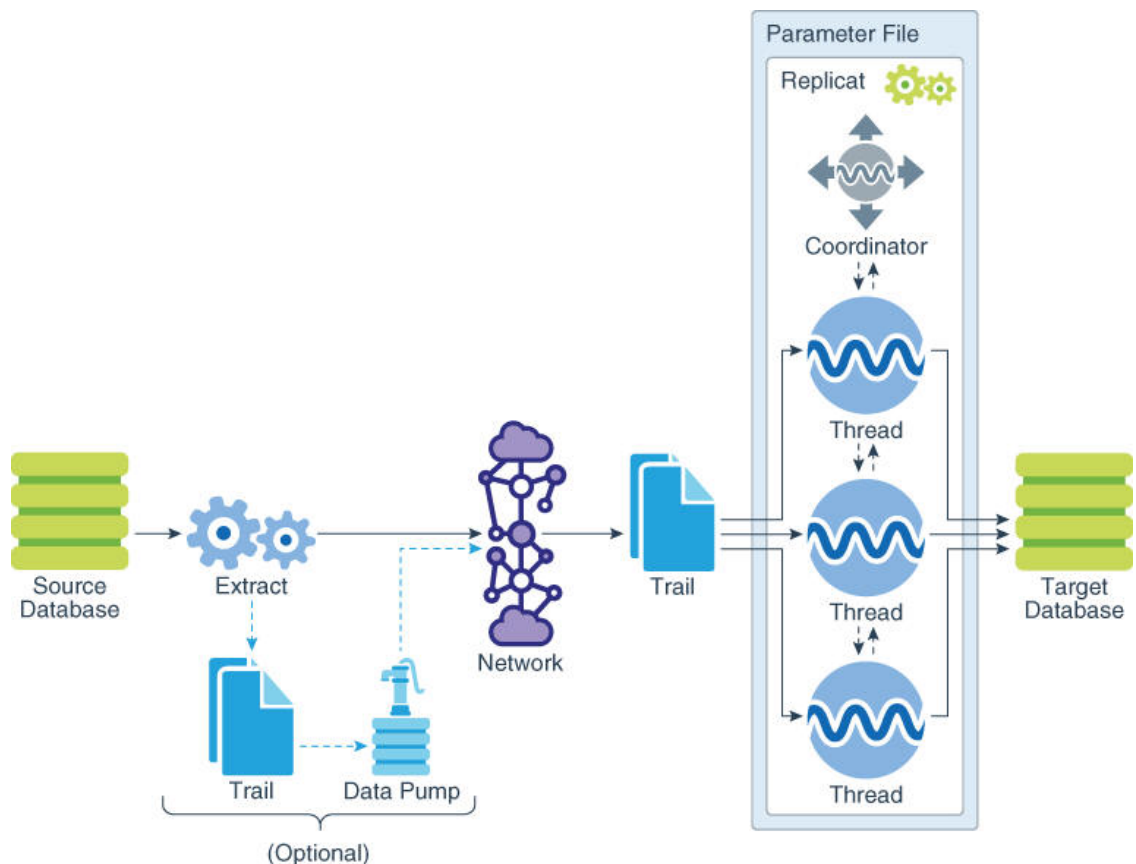 Parameter File
Replicat
Coordinator
Thread
Thread
Thread
Source
Database
Extract
Network
Trail
Target
Database
Trail
Data Pump
(Optional)